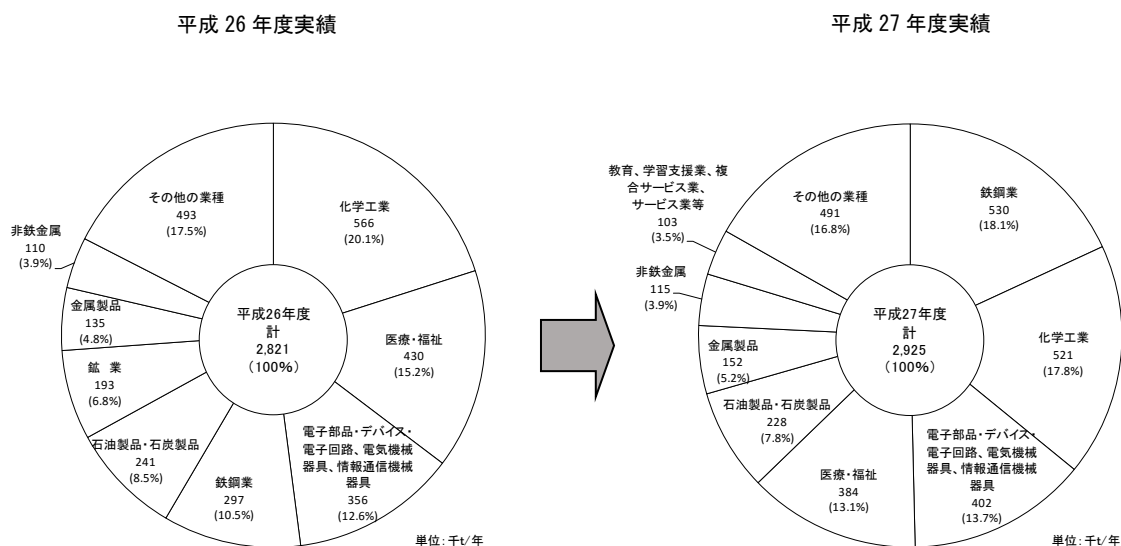 平成 26 年度実績
その他の業種
493
(17.5%)
化学工業
566
(20.1%)
非鉄金属
110
(3.9%)
金属製品
135
(4.8%)
平成26年度
計
2,821
(100%)
医療・福祉
430
(15.2%)
鉱 業
193
(6.8%)
石油製品・石炭製品
241
(8.5%)
鉄鋼業
297
(10.5%)
電子部品・デバイス・
電子回路、電気機械
器具、情報通信機械
器具
356
(12.6%)
単位：千t/年
平成 27 年度実績
教育、学習支援業、複
合サービス業、
サービス業等
103
(3.5%)
その他の業種
491
(16.8%)
鉄鋼業
530
(18.1%)
非鉄金属
115
(3.9%)
金属製品
152
(5.2%)
平成27年度
計
2,925
(100%)
化学工業
521
(17.8%)
石油製品・石炭製品
228
(7.8%)
医療・福祉
384
(13.1%)
電子部品・デバイス・
電子回路、電気機械
器具、情報通信機械
器具
402
(13.7%)
単位：千t/年